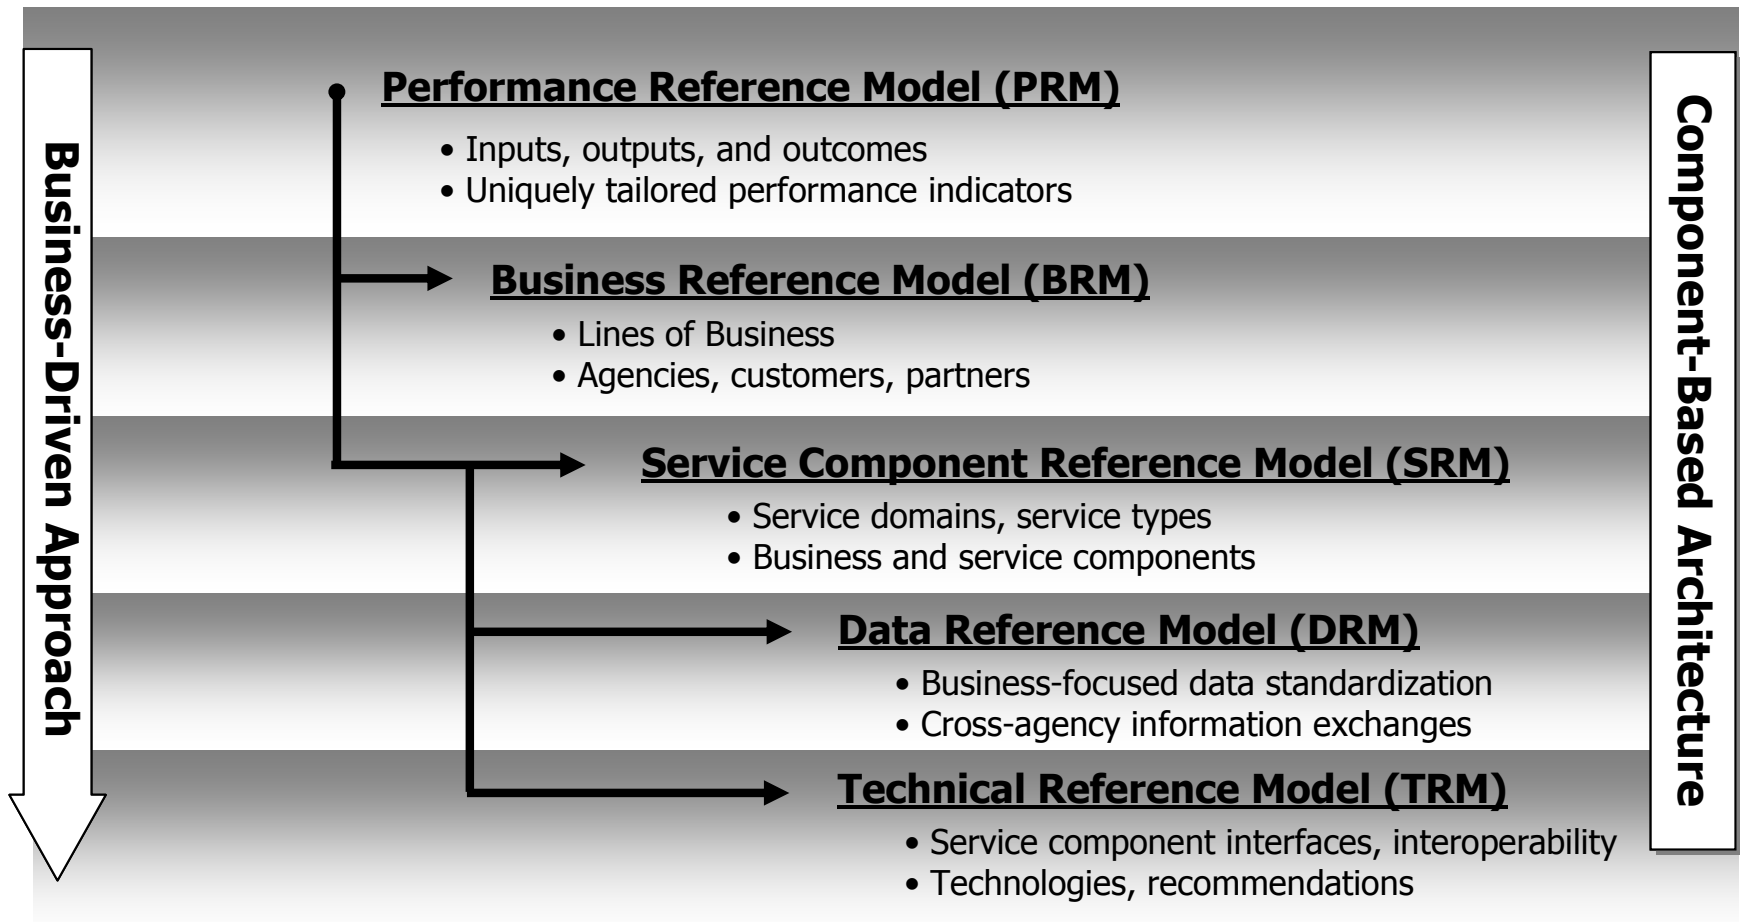 Business-Driven Approach
Performance Reference Model (PRM)
• Inputs, outputs, and outcomes
• Uniquely tailored performance indicators
Business Reference Model (BRM)
• Lines of Business
• Agencies, customers, partners
Service Component Reference Model (SRM)
• Service domains, service types
• Business and service components
Data Reference Model (DRM)
• Business-focused data standardization
• Cross-agency information exchanges
Technical Reference Model (TRM)
• Service component interfaces, interoperability
• Technologies, recommendations
Component-Based Architecture